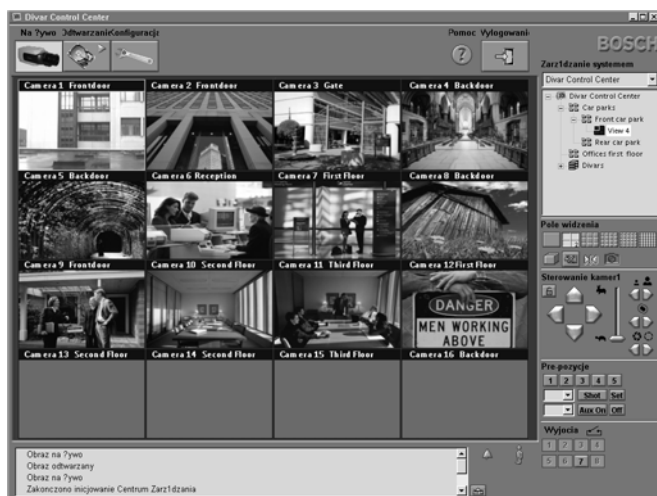 Divar Control Center
Na ?ywo Odtwarzanie Konfiguracja
Pomoc Wylogowani
BOSCH
Zarz1dzanie systemem
Divar Control Center
Divar Control Center
Car parks
Front car park
View 4
Rear car park
Offices first floor
Divars
Camera 1 Frontdoor
Camera 2 Frontdoor
Camera 3 Gate
Camera 4 Backdoor
Camera 5 Backdoor
Camera 6 Reception
Camera 7 First Floor
Camera 8 Backdoor
Camera 9 Frontdoor
Camera 10 Second Floor
Camera 11 Third Floor
Camera 12 First Floor
DANGER
MEN WORKING
ABOVE
Camera 13 Second Floor
Camera 14 Second Floor
Camera 15 Third Floor
Camera 16 Backdoor
Pole widzenia
Sterowanie kamer1
Pre-pozycje
1 2 3 4 5
Shot Set
Aux On Off
Wyjocia
1 2 3 4
5 6 7 8
Obraz na ?ywo
Obraz odtwarzany
Obraz na ?ywo
Zakonczono inicjowanie Centrum Zarz1dzania